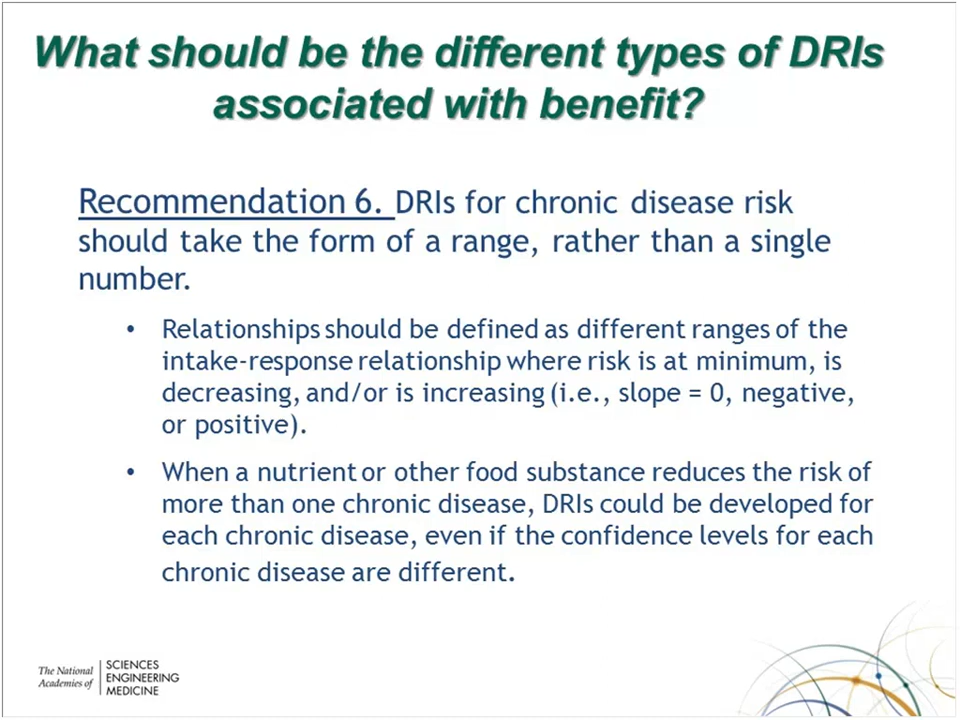 What should be the different types of DRIs
associated with benefit?
Recommendation 6. DRIs for chronic disease risk
should take the form of a range, rather than a single
number.
• Relationships should be defined as different ranges of the
intake-response relationship where risk is at minimum, is
decreasing, and/or is increasing (i.e., slope = 0, negative,
or positive).
• When a nutrient or other food substance reduces the risk of
more than one chronic disease, DRIs could be developed for
each chronic disease, even if the confidence levels for each
chronic disease are different.
The National
Academies of
SCIENCES
ENGINEERING
MEDICINE